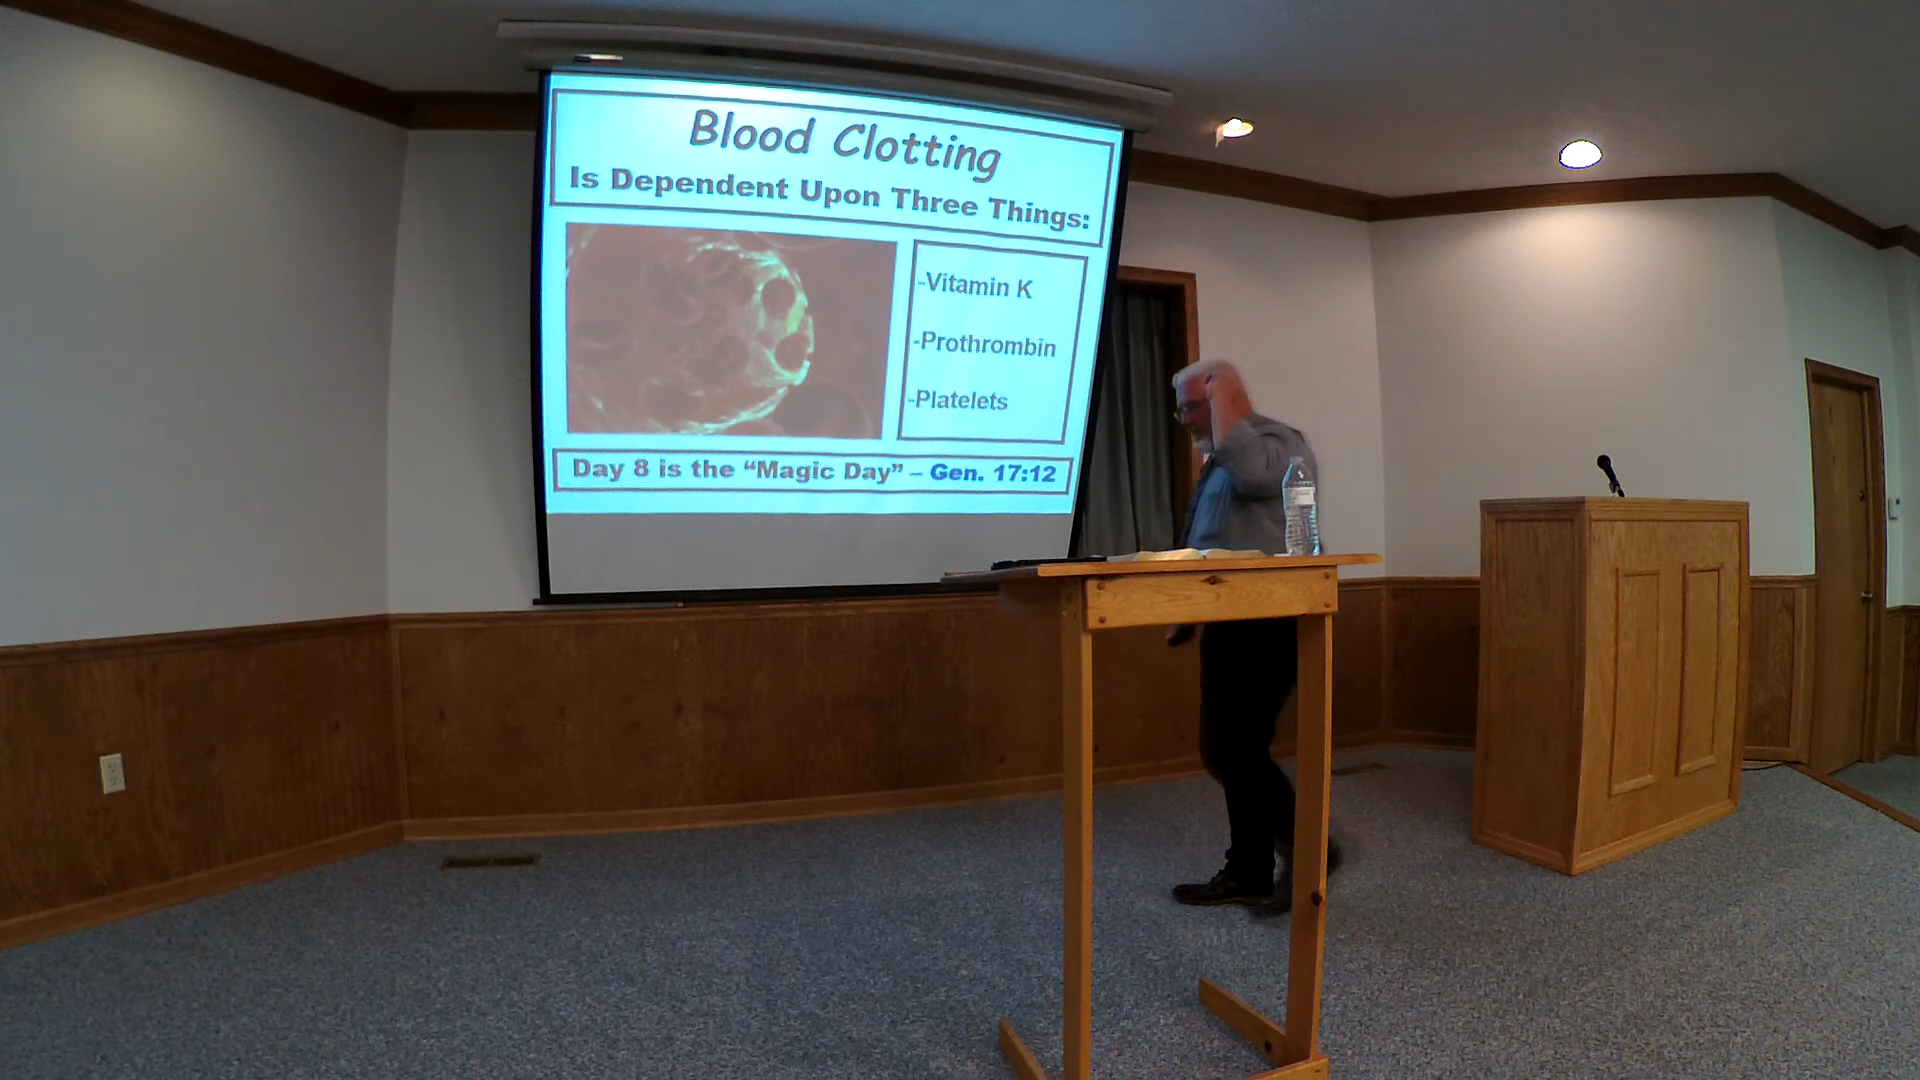 Blood Clotting
Is Dependent Upon Three Things:
-Vitamin K
-Prothrombin
-Platelets
Day 8 is the “Magic Day” – Gen. 17:12